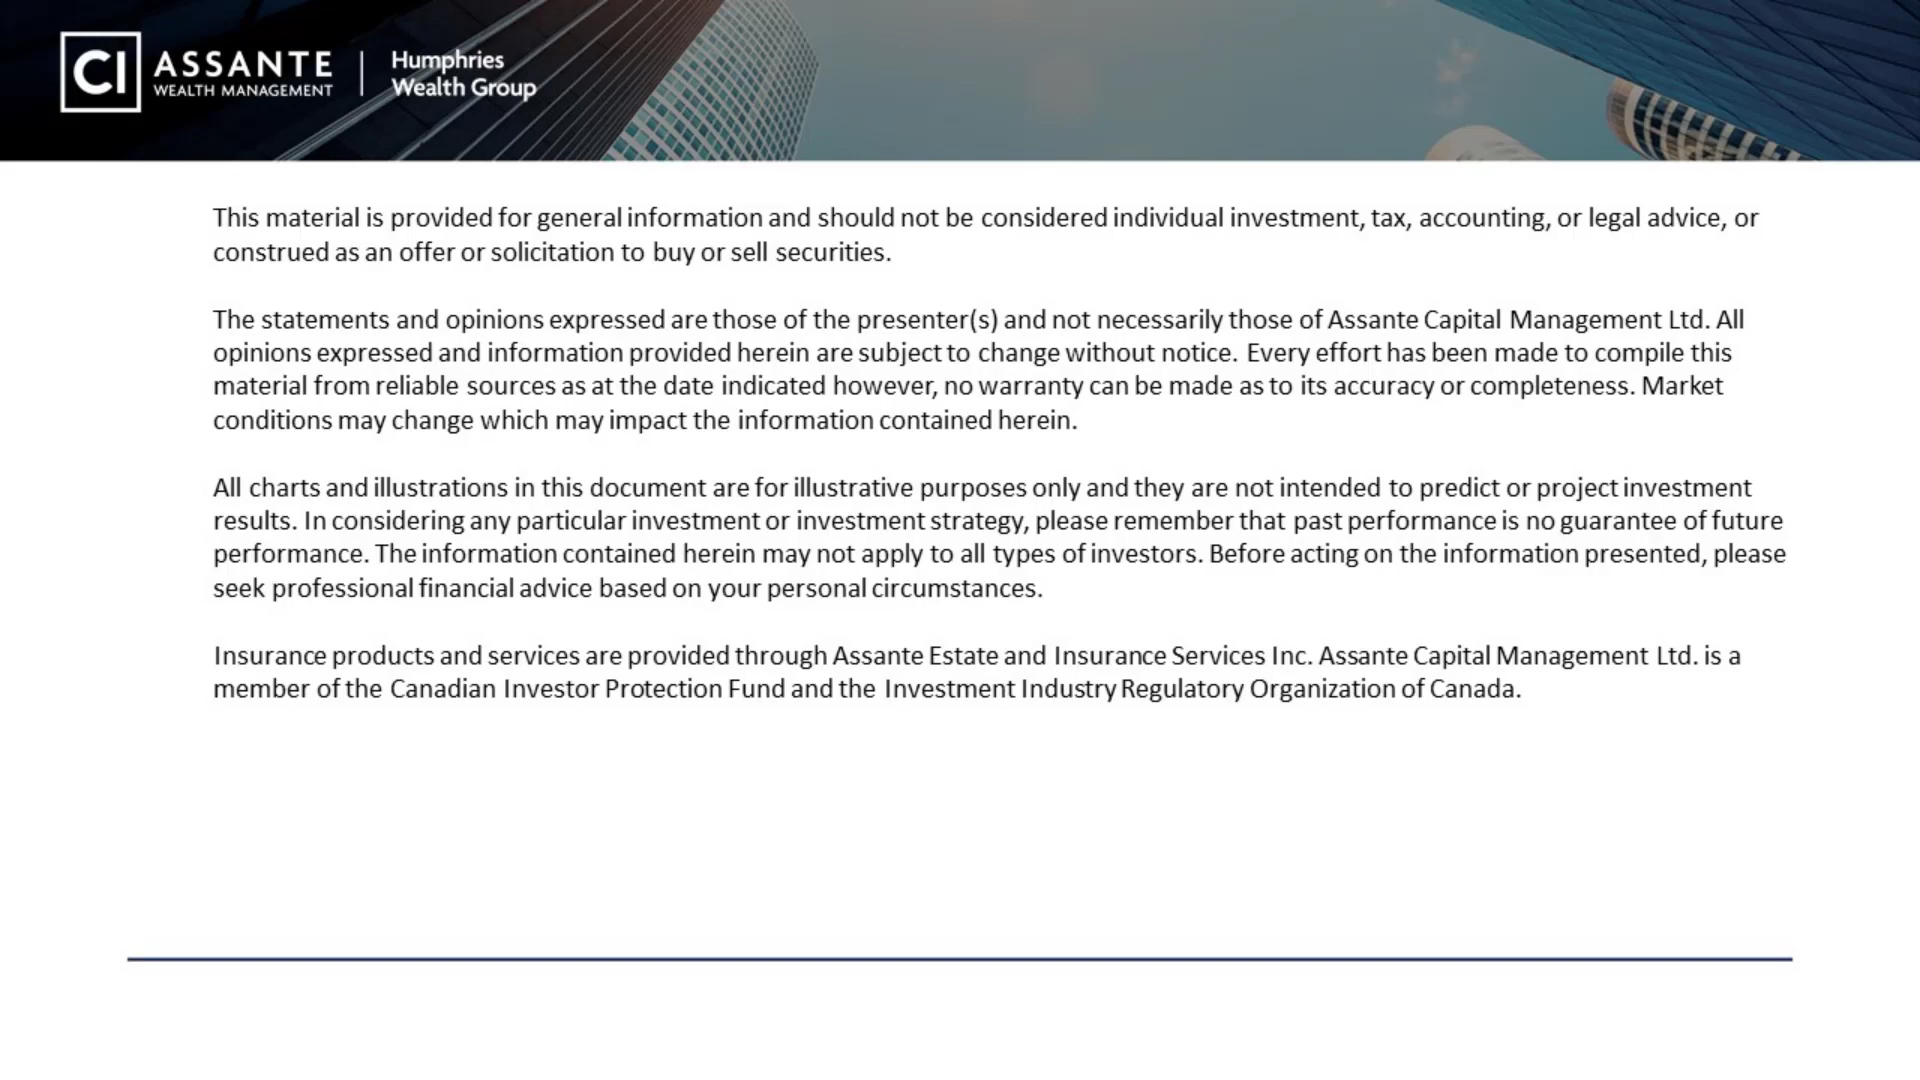 CI ASSANTE
WEALTH MANAGEMENT
Humphries
Wealth Group
This material is provided for general information and should not be considered individual investment, tax, accounting, or legal advice, or
construed as an offer or solicitation to buy or sell securities.
The statements and opinions expressed are those of the presenter(s) and not necessarily those of Assante Capital Management Ltd. All
opinions expressed and information provided herein are subject to change without notice. Every effort has been made to compile this
material from reliable sources as at the date indicated however, no warranty can be made as to its accuracy or completeness. Market
conditions may change which may impact the information contained herein.
All charts and illustrations in this document are for illustrative purposes only and they are not intended to predict or project investment
results. In considering any particular investment or investment strategy, please remember that past performance is no guarantee of future
performance. The information contained herein may not apply to all types of investors. Before acting on the information presented, please
seek professional financial advice based on your personal circumstances.
Insurance products and services are provided through Assante Estate and Insurance Services Inc. Assante Capital Management Ltd. is a
member of the Canadian Investor Protection Fund and the Investment Industry Regulatory Organization of Canada.